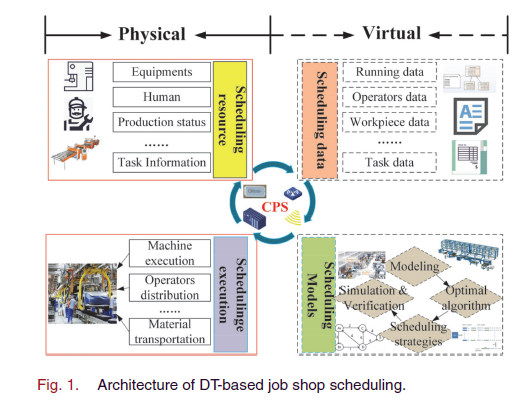 Physical
Virtual
Equipments
Human
Production status
......
Task Information
Scheduling
resource
Scheduling data
Running data
Operators data
Workpiece data
......
Task data
CPS
Machine
execution
Operators
distribution
......
Material
transportation
Schedulinge
execution
Scheduling
Models
Modeling
Simulation &
Verification
Optimal
algorithm
Scheduling
strategies
Fig. 1. Architecture of DT-based job shop scheduling.